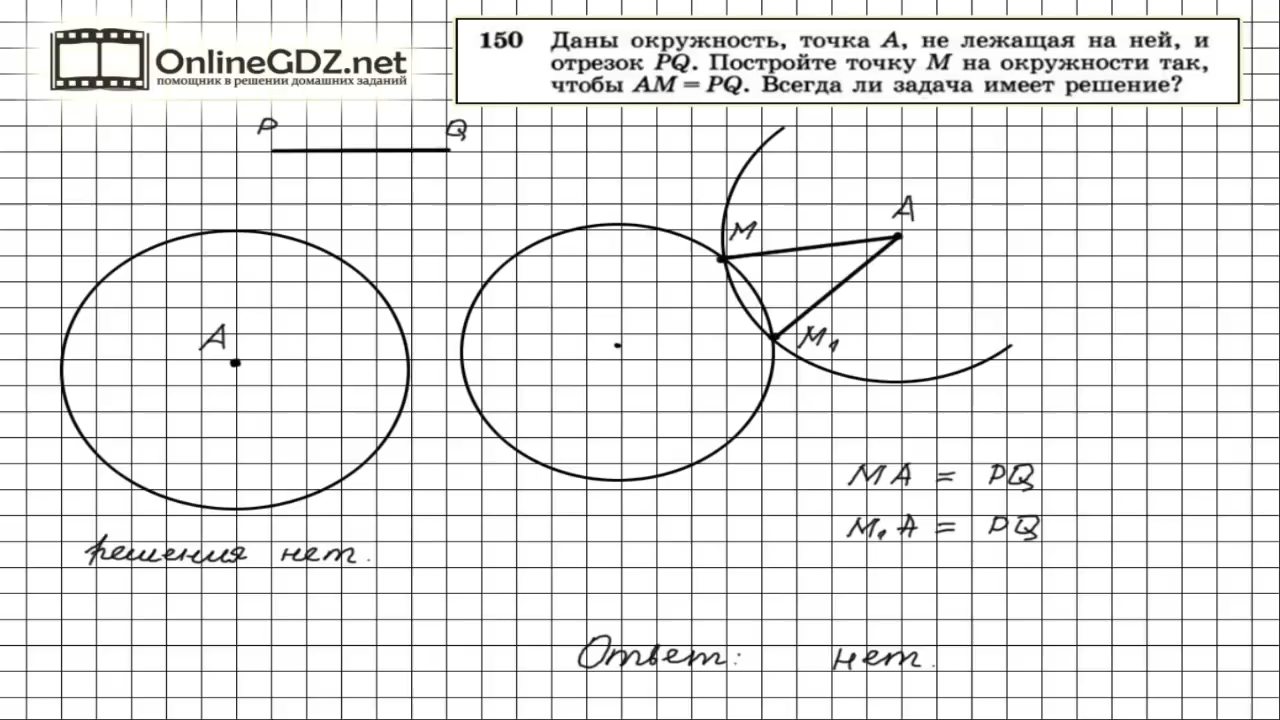 OnlineGDZ.net
помощник в решении домашних заданий
150 Даны окружность, точка A, не лежащая на ней, и
отрезок PQ. Постройте точку M на окружности так,
чтобы AM = PQ. Всегда ли задача имеет решение?
P Q
A
M
A
M₁
MA = PQ
M₁A = PQ
решения нет.
Ответ: нет.